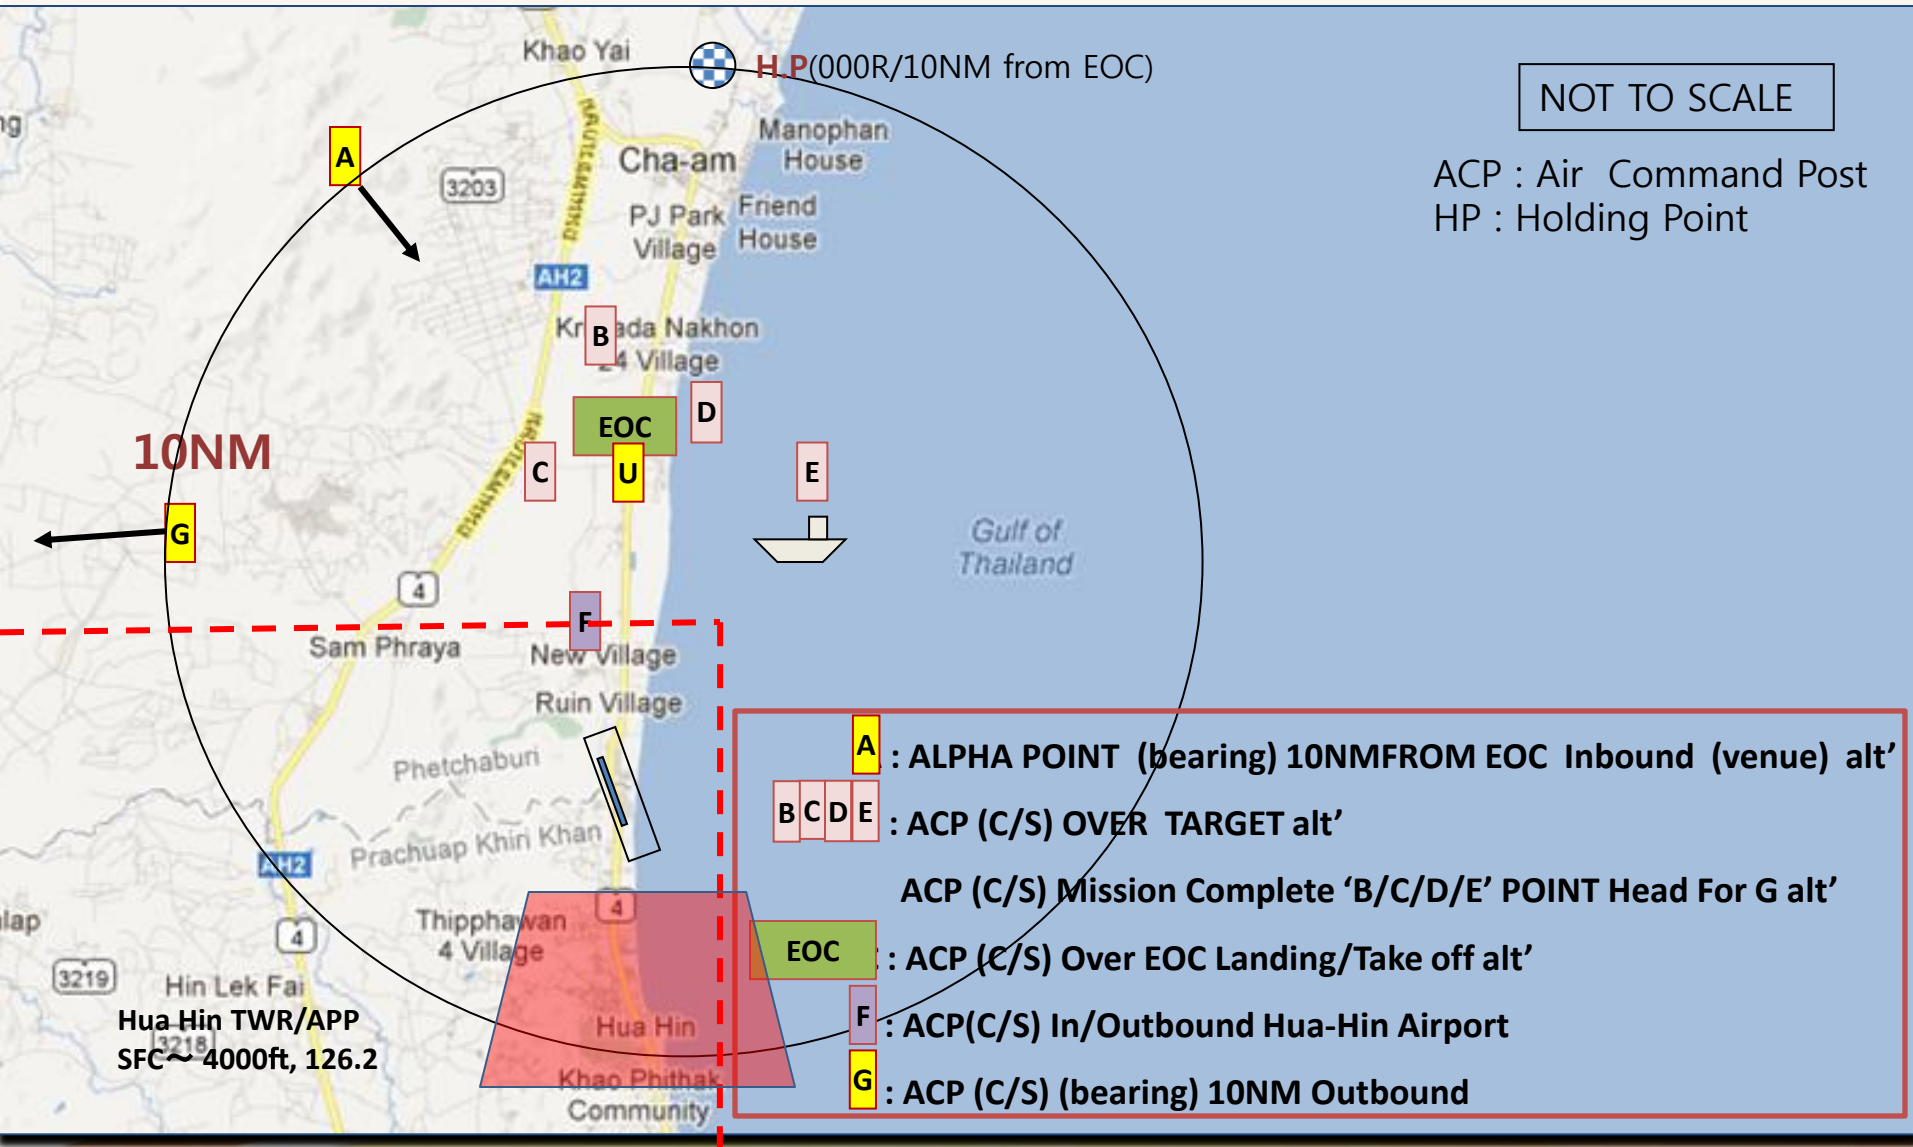 Khao Yai
H.P(000R/10NM from EOC)
NOT TO SCALE
ng
A
Manophan
House
Cha-am
ACP : Air Command Post
HP : Holding Point
3203
PJ Park
Village
Friend
House
AH2
B
24 Village
D
EOC
10NM
C
U
E
G
Gulf of
Thailand
4
F
Sam Phraya
New Village
Ruin Village
A : ALPHA POINT (bearing) 10NMFROM EOC Inbound (venue) alt’
Phetchaburi
B C D E : ACP (C/S) OVER TARGET alt’
Prachuap Khiri Khan
AH2
ACP (C/S) Mission Complete ‘B/C/D/E’ POINT Head For G alt’
4
Thipphawan
4 Village
lap
4
EOC : ACP (C/S) Over EOC Landing/Take off alt’
3219
Hin Lek Fai
Hua Hin TWR/APP
3218
SFC～ 4000ft, 126.2
Hua Hin
F : ACP(C/S) In/Outbound Hua-Hin Airport
Khao Phithak
Community
G : ACP (C/S) (bearing) 10NM Outbound